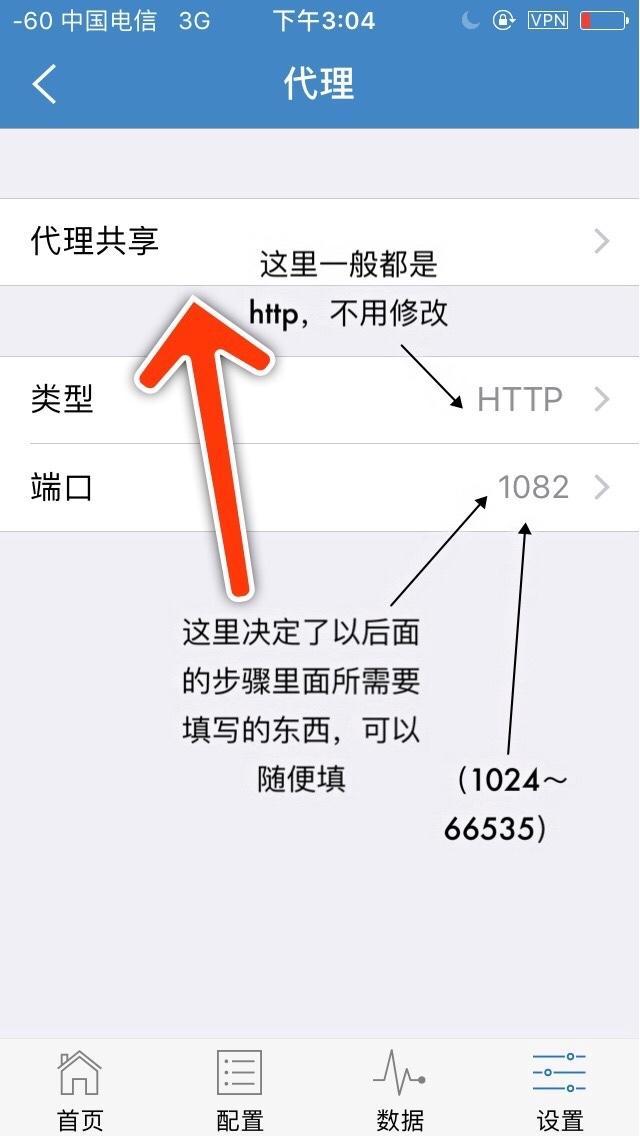 -60 中国电信 3G 下午3:04 VPN
代理
代理共享
这里一般都是
http，不用修改
类型 HTTP
端口 1082
这里决定了以后面
的步骤里面所需要
填写的东西，可以
随便填
（1024～
66535）
首页 配置 数据 设置